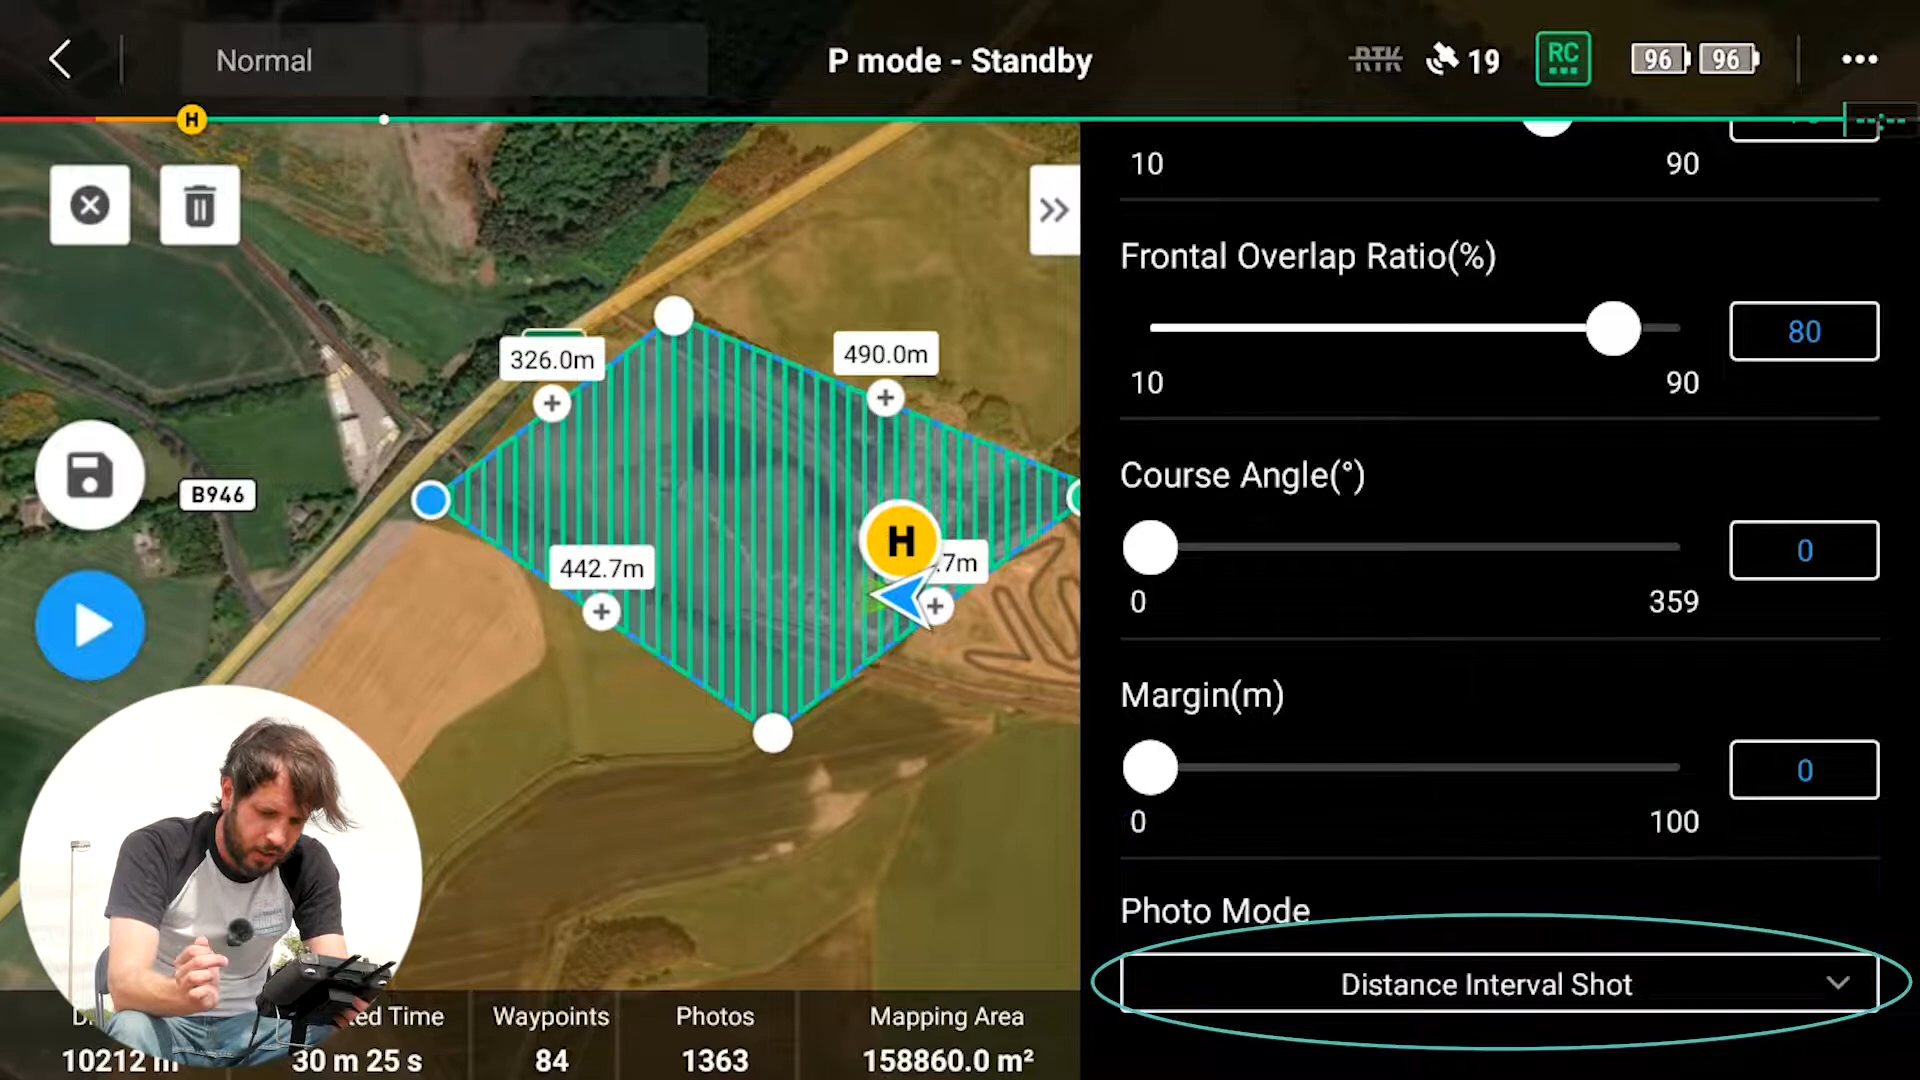 Normal
P mode - Standby
RTK
19
RC
96
96
H
10
90
Frontal Overlap Ratio(%)
80
10
90
326.0m
490.0m
Course Angle(°)
0
0
359
B946
H
442.7m
.7m
Margin(m)
0
0
100
Photo Mode
Distance Interval Shot
ed Time
Waypoints
Photos
Mapping Area
10212 m
30 m 25 s
84
1363
158860.0 m²